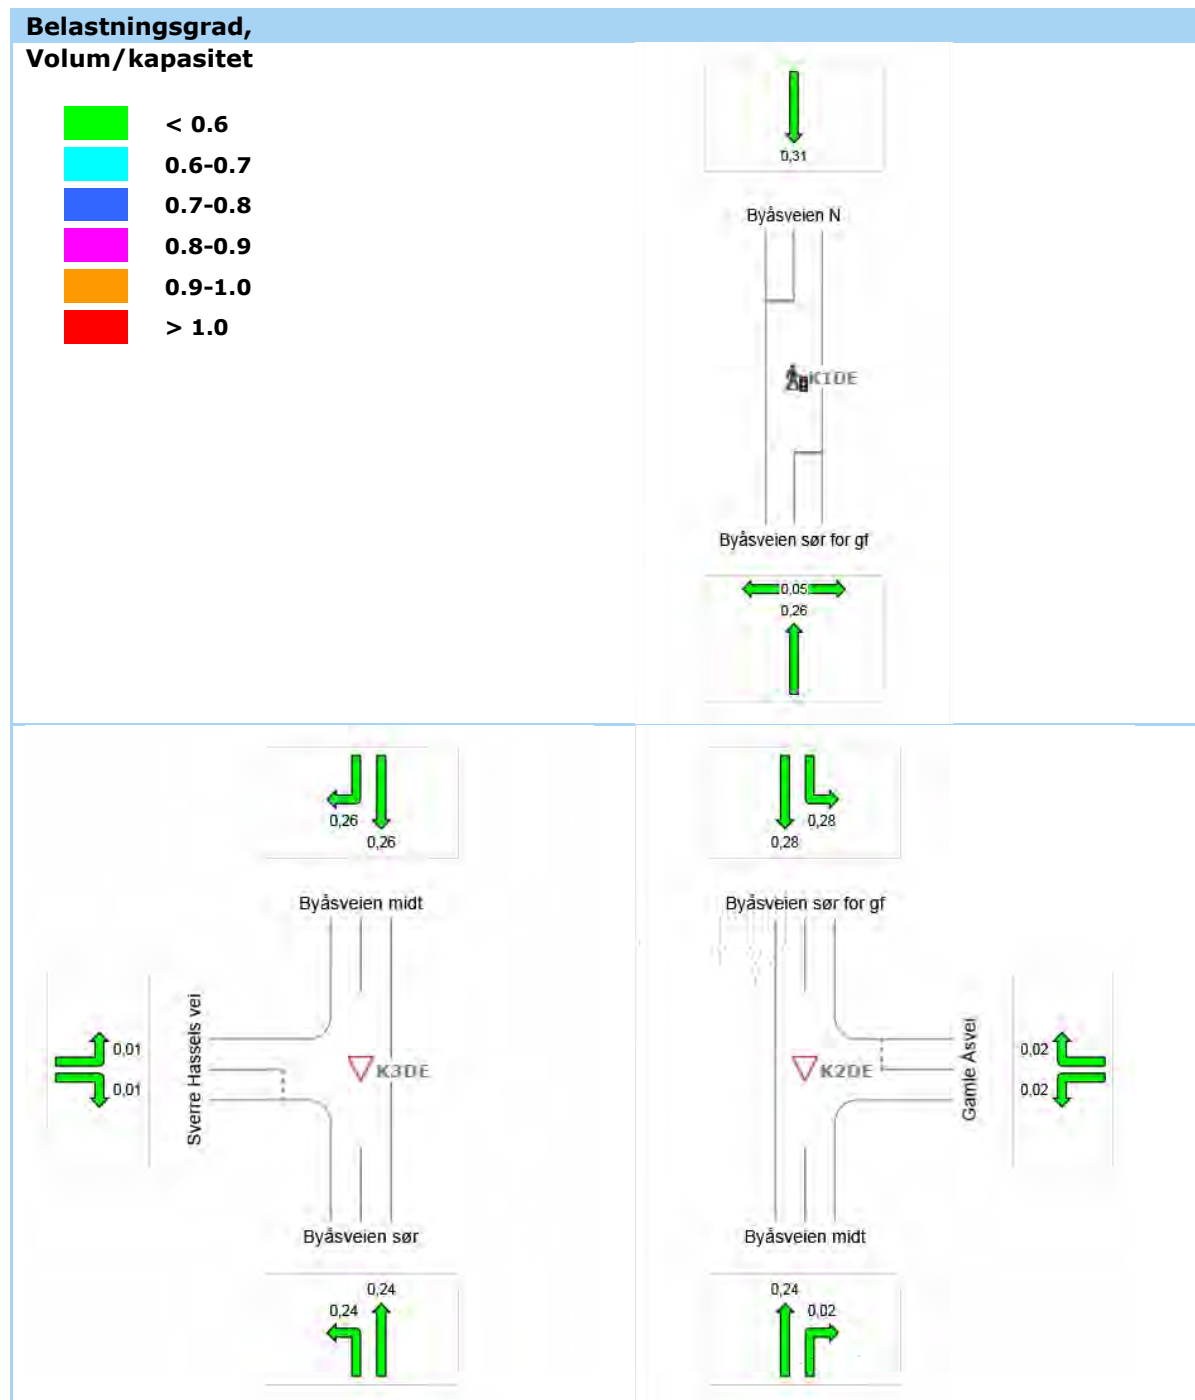 Belastningsgrad,
Volum/kapasitet
< 0.6
0.6-0.7
0.7-0.8
0.8-0.9
0.9-1.0
> 1.0
0,31
Byåsveien N
K1DE
Byåsveien sør for gf
0,05
0,26
0,26
0,26
Byåsveien midt
Sverre Hassels vei
0,01
0,01
K3DE
Byåsveien sør
0,24
0,24
0,28
0,28
Byåsveien sør for gf
K2DE
Gamle Åsvei
0,02
0,02
Byåsveien midt
0,24
0,02